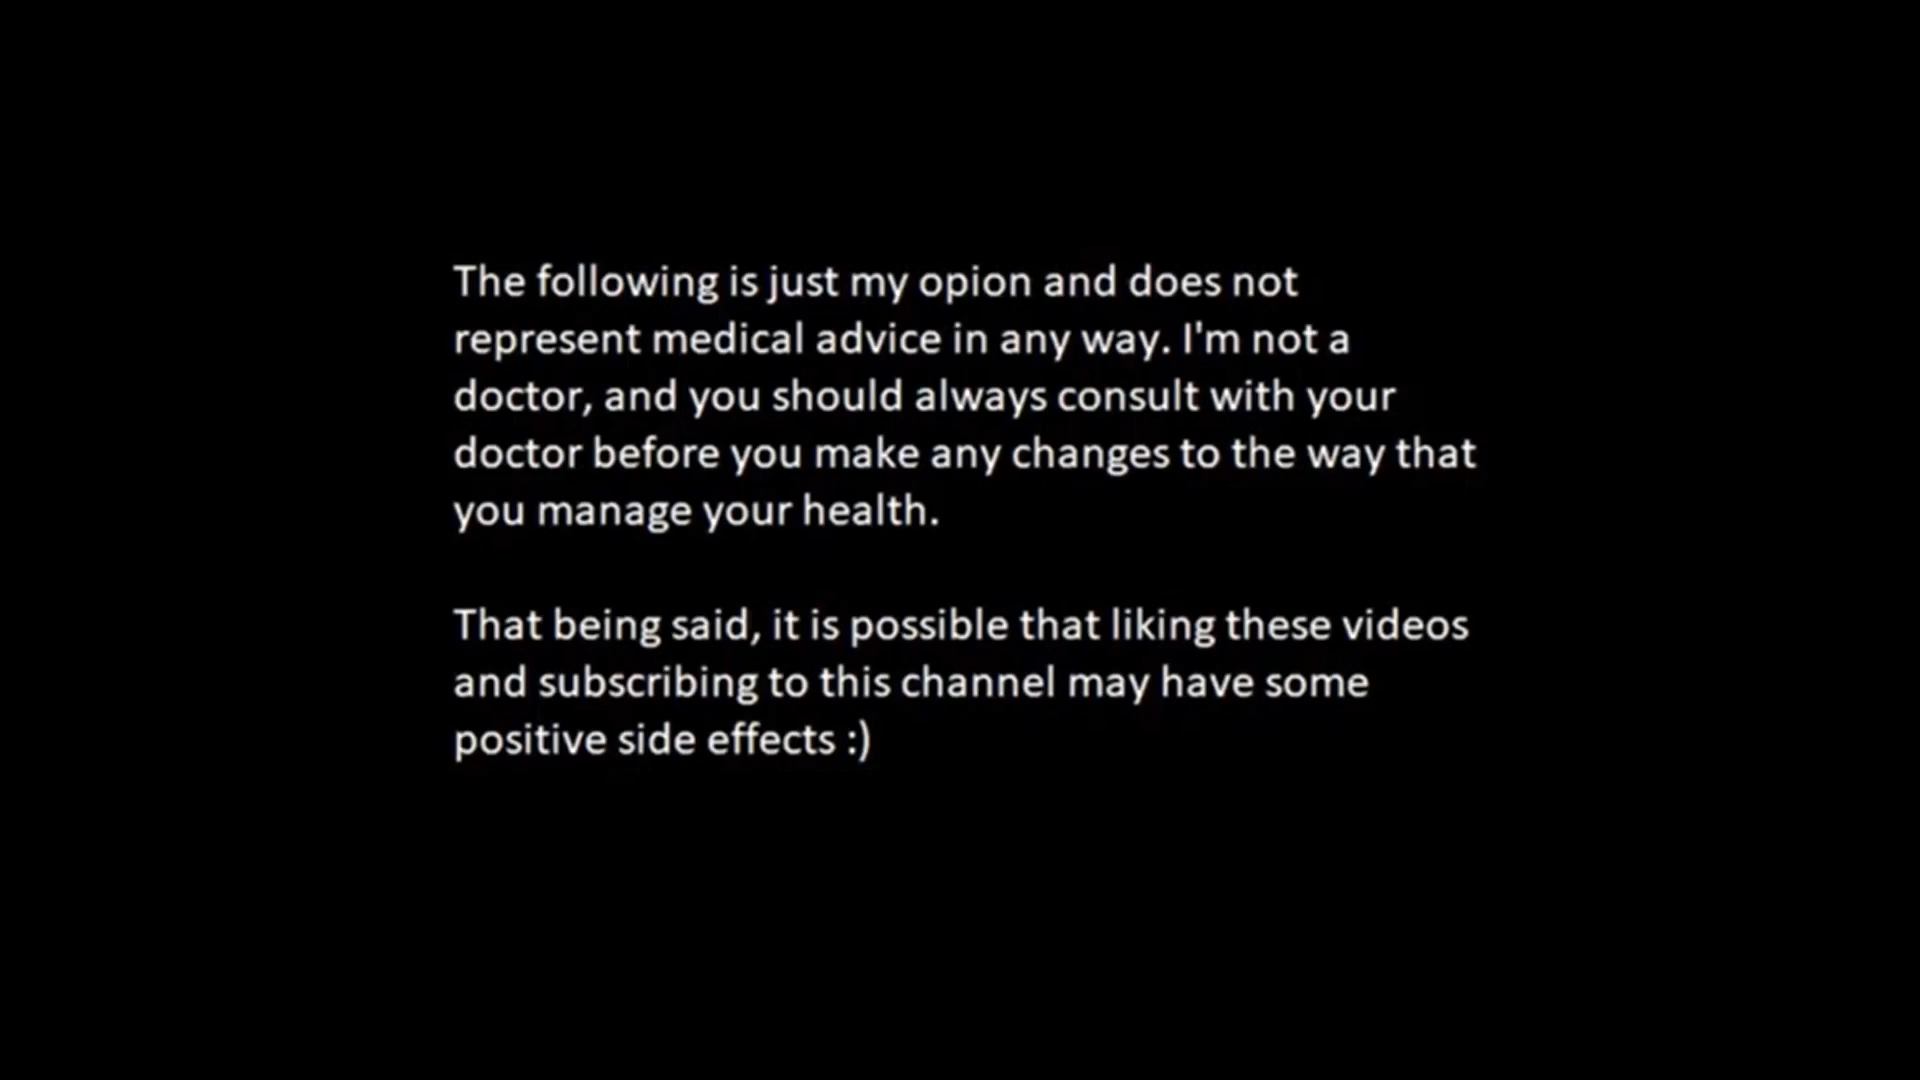 The following is just my opion and does not
represent medical advice in any way. I'm not a
doctor, and you should always consult with your
doctor before you make any changes to the way that
you manage your health.
That being said, it is possible that liking these videos
and subscribing to this channel may have some
positive side effects :)